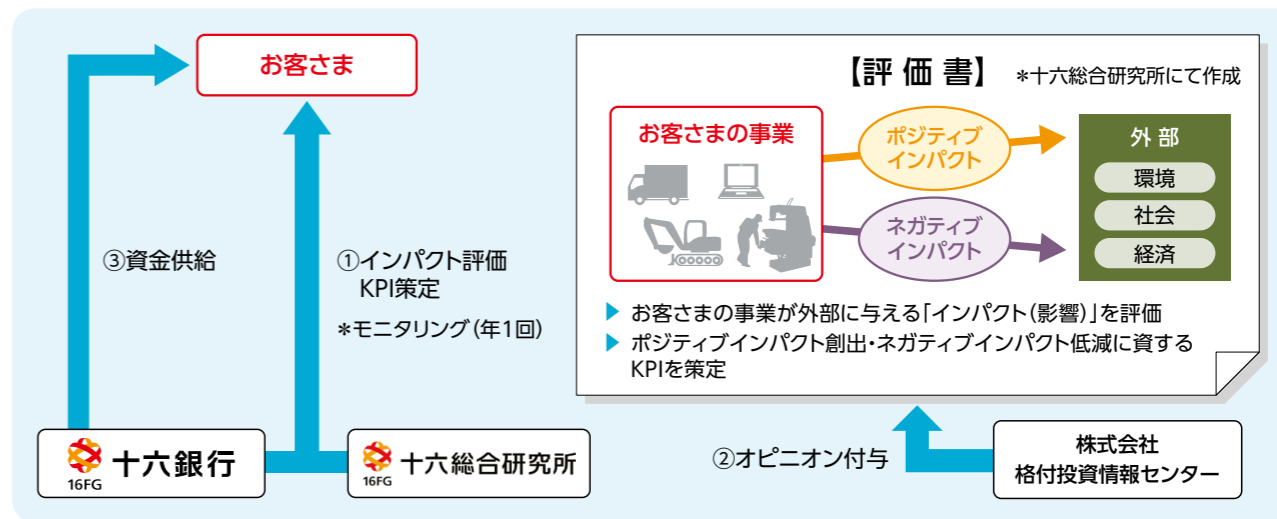 お客さま
③資金供給
①インパクト評価
KPI策定
*モニタリング(年1回)
16FG
十六銀行
16FG
十六総合研究所
【評価書】
*十六総合研究所にて作成
お客さまの事業
ポジティブ
インパクト
ネガティブ
インパクト
外部
環境
社会
経済
▶ お客さまの事業が外部に与える「インパクト(影響)」を評価
▶ ポジティブインパクト創出・ネガティブインパクト低減に資する
KPIを策定
②オピニオン付与
株式会社
格付投資情報センター